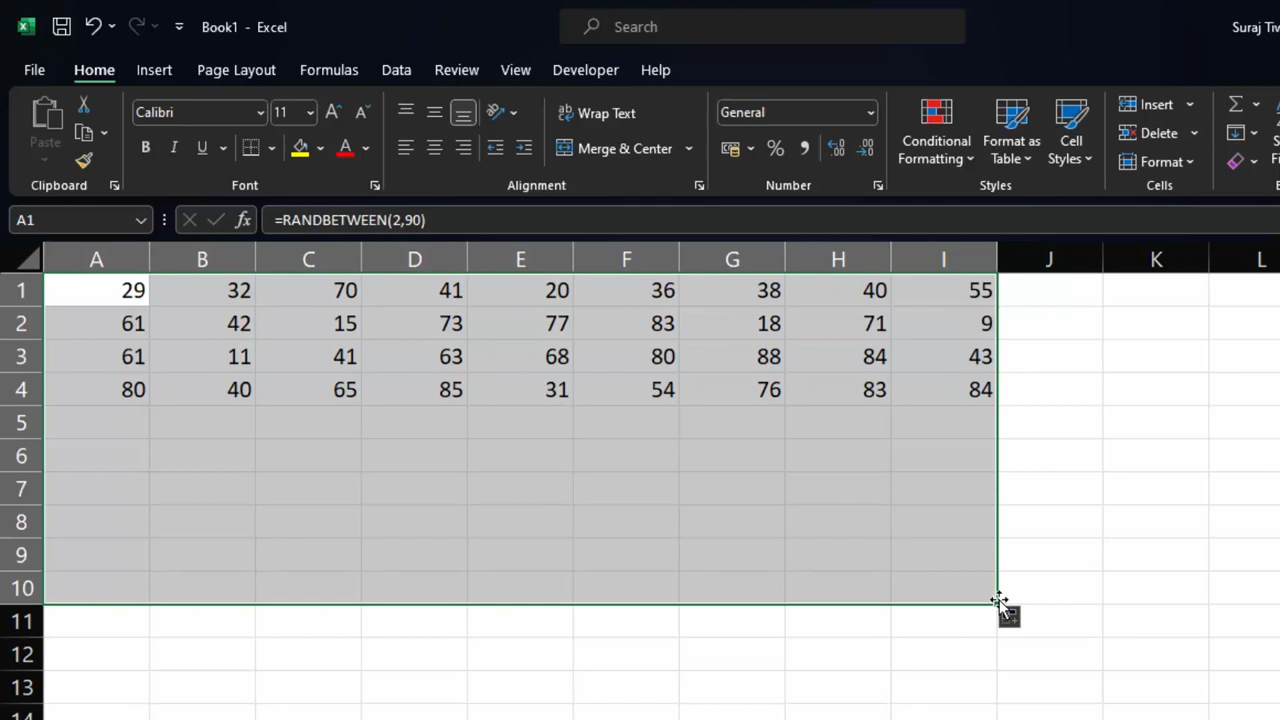 Book1 - Excel
Search
Suraj
File Home Insert Page Layout Formulas Data Review View Developer Help
Paste
Clipboard
Calibri 11
B I U
Font
Wrap Text
Merge & Center
Alignment
General
Number
Conditional Formatting
Format as Table
Cell Styles
Styles
Insert
Delete
Format
Cells
A1 fx =RANDBETWEEN(2,90)
A B C D E F G H I J K L
1 29 32 70 41 20 36 38 40 55
2 61 42 15 73 77 83 18 71 9
3 61 11 41 63 68 80 88 84 43
4 80 40 65 85 31 54 76 83 84
5
6
7
8
9
10
11
12
13
14